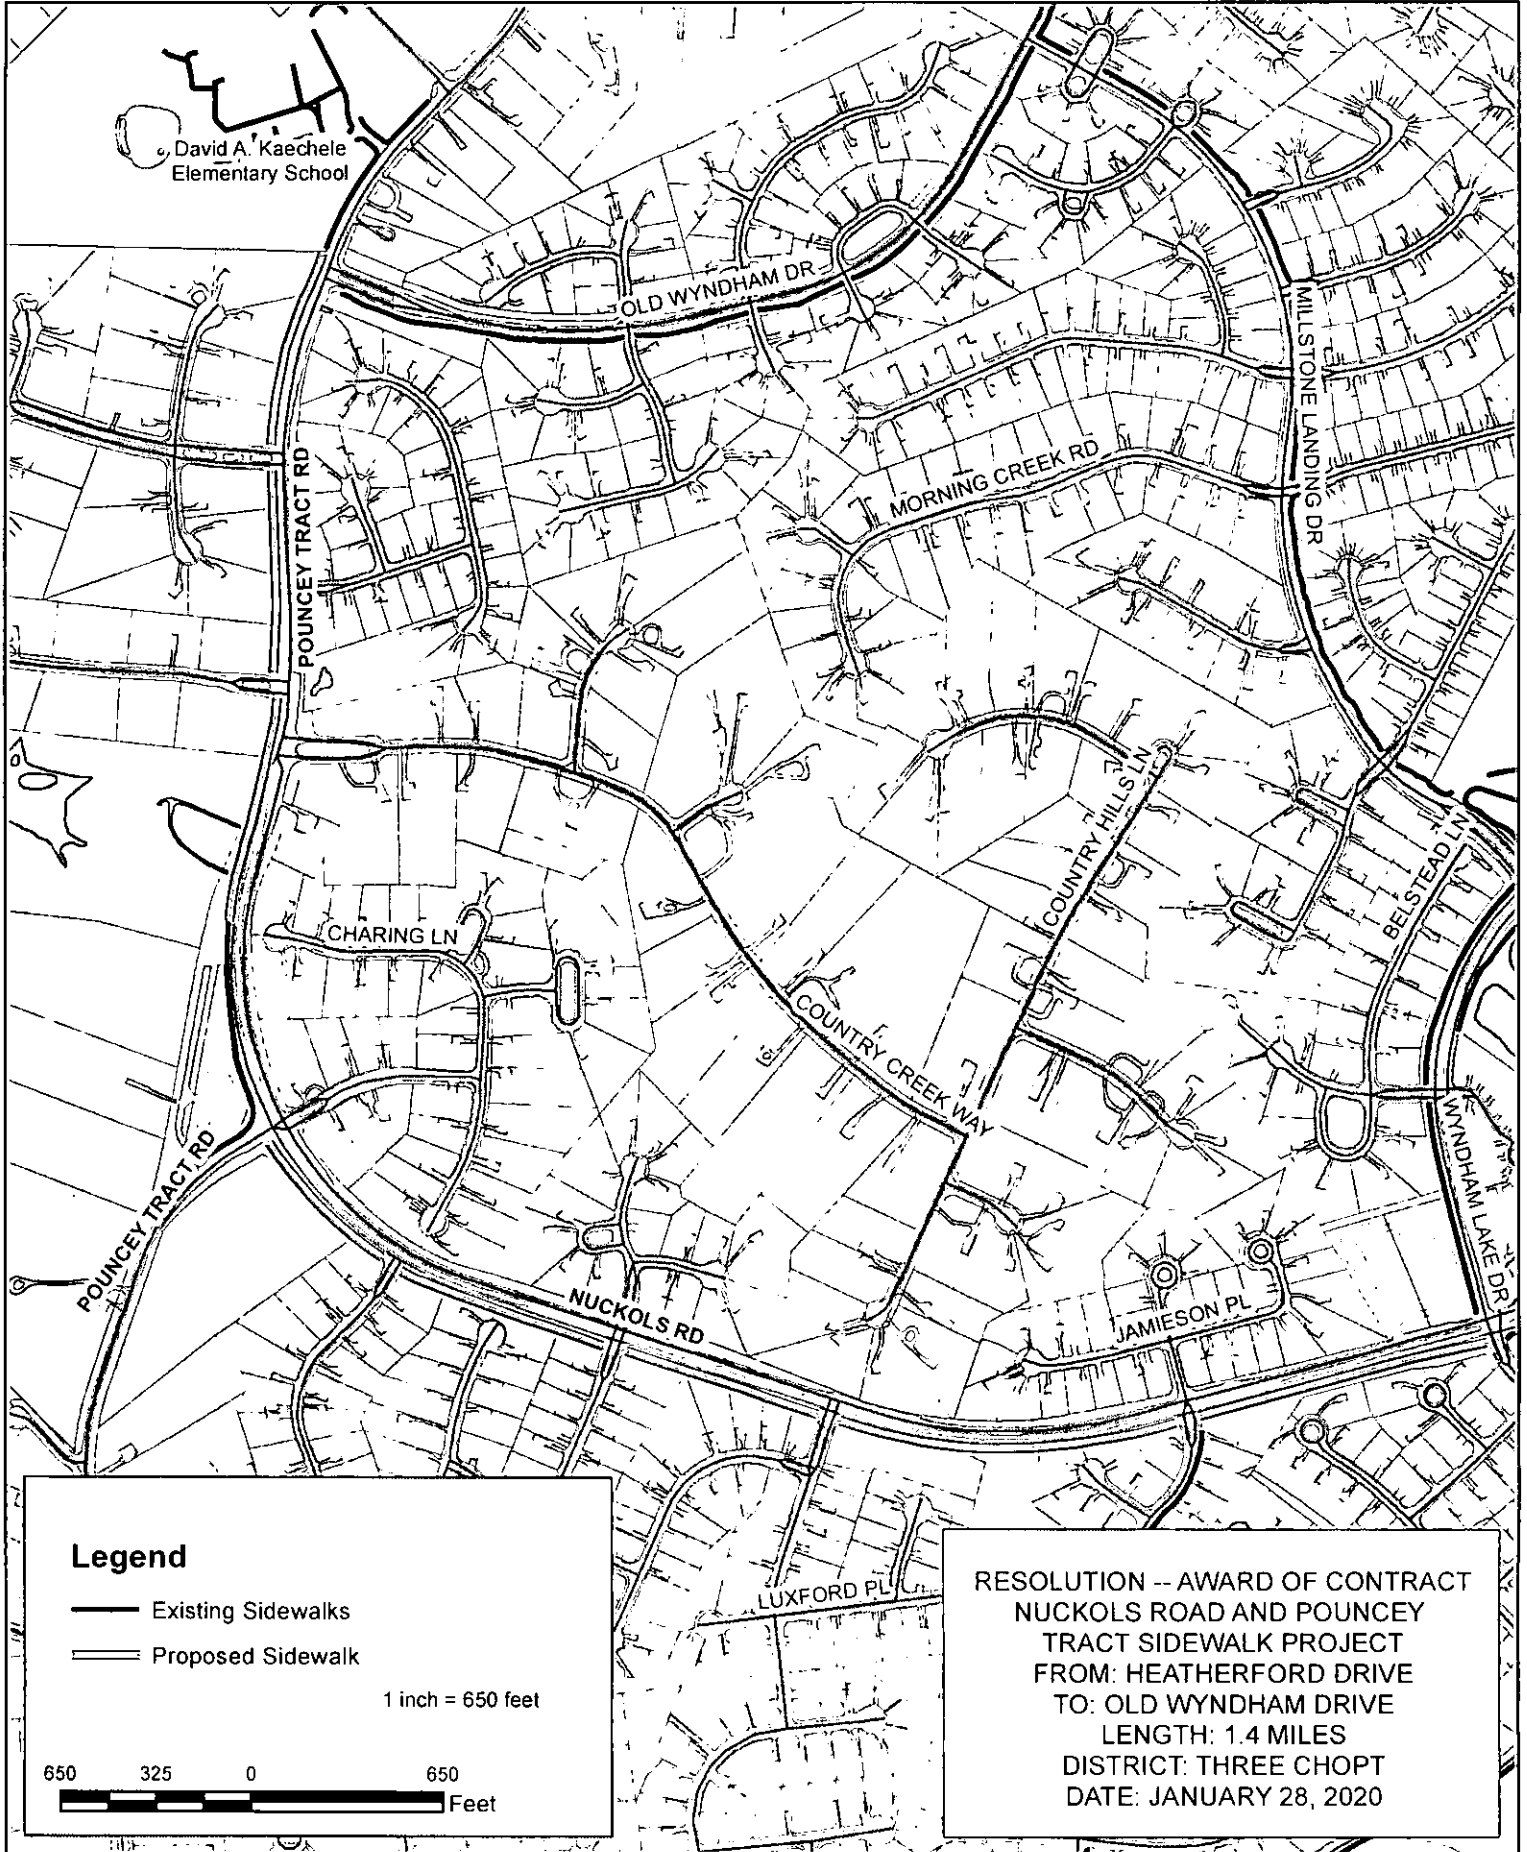 David A. Kaechele
Elementary School
OLD WYNDHAM DR
MILLSTONE LANDING DR
POUNCEY TRACT RD
MORNING CREEK RD
COUNTRY HILLS LN
BELSTEAD LN
CHARING LN
COUNTRY CREEK WAY
POUNCEY TRACT RD
WYNDHAM LAKE DR
NUCKOLS RD
JAMIESON PL
LUXFORD PL
Legend
Existing Sidewalks
Proposed Sidewalk
1 inch = 650 feet
650 325 0 650
Feet
RESOLUTION -- AWARD OF CONTRACT
NUCKOLS ROAD AND POUNCEY
TRACT SIDEWALK PROJECT
FROM: HEATHERFORD DRIVE
TO: OLD WYNDHAM DRIVE
LENGTH: 1.4 MILES
DISTRICT: THREE CHOPT
DATE: JANUARY 28, 2020